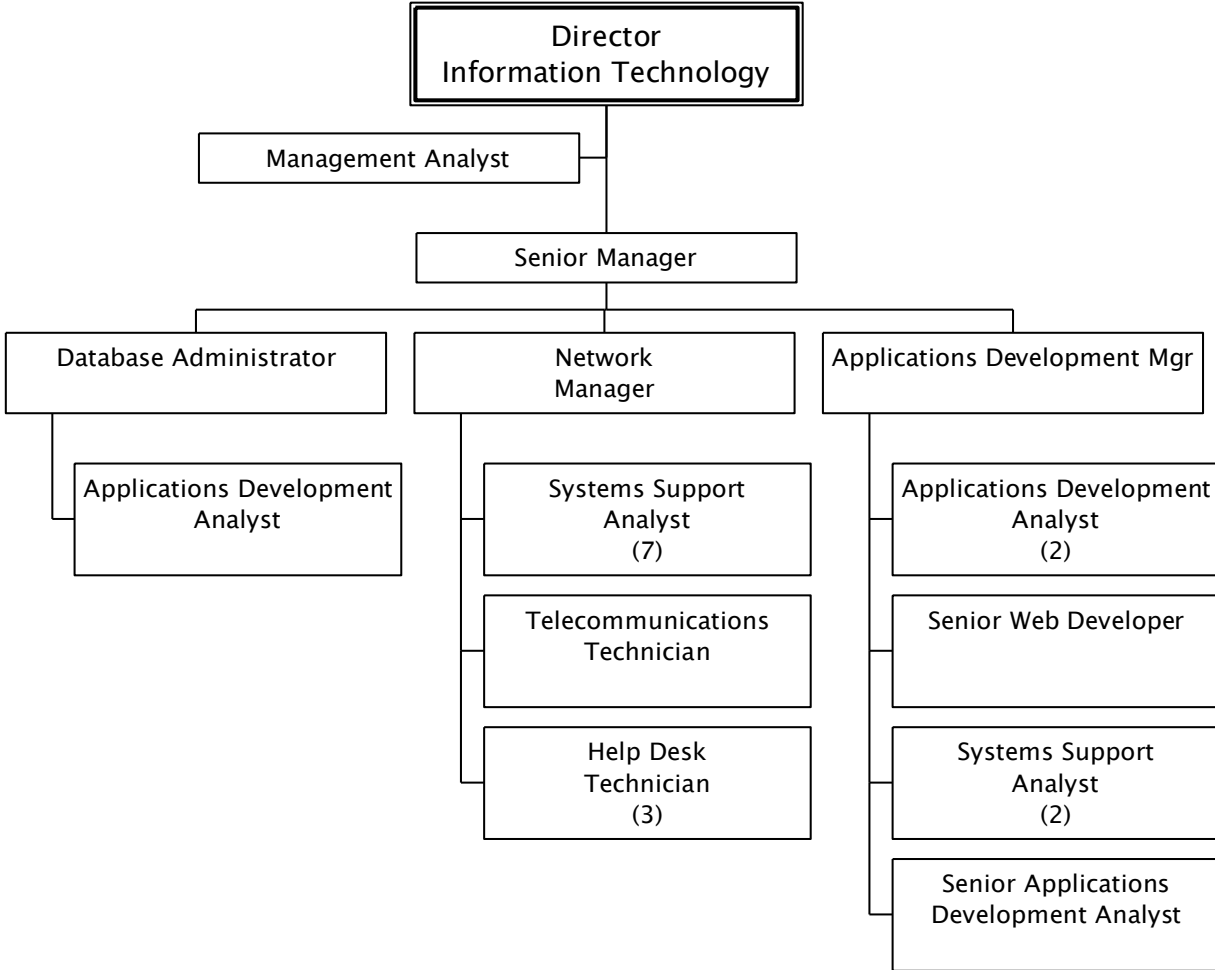 Director
Information Technology
Management Analyst
Senior Manager
Database Administrator
Network
Manager
Applications Development Mgr
Applications Development
Analyst
Systems Support
Analyst
(7)
Telecommunications
Technician
Help Desk
Technician
(3)
Applications Development
Analyst
(2)
Senior Web Developer
Systems Support
Analyst
(2)
Senior Applications
Development Analyst